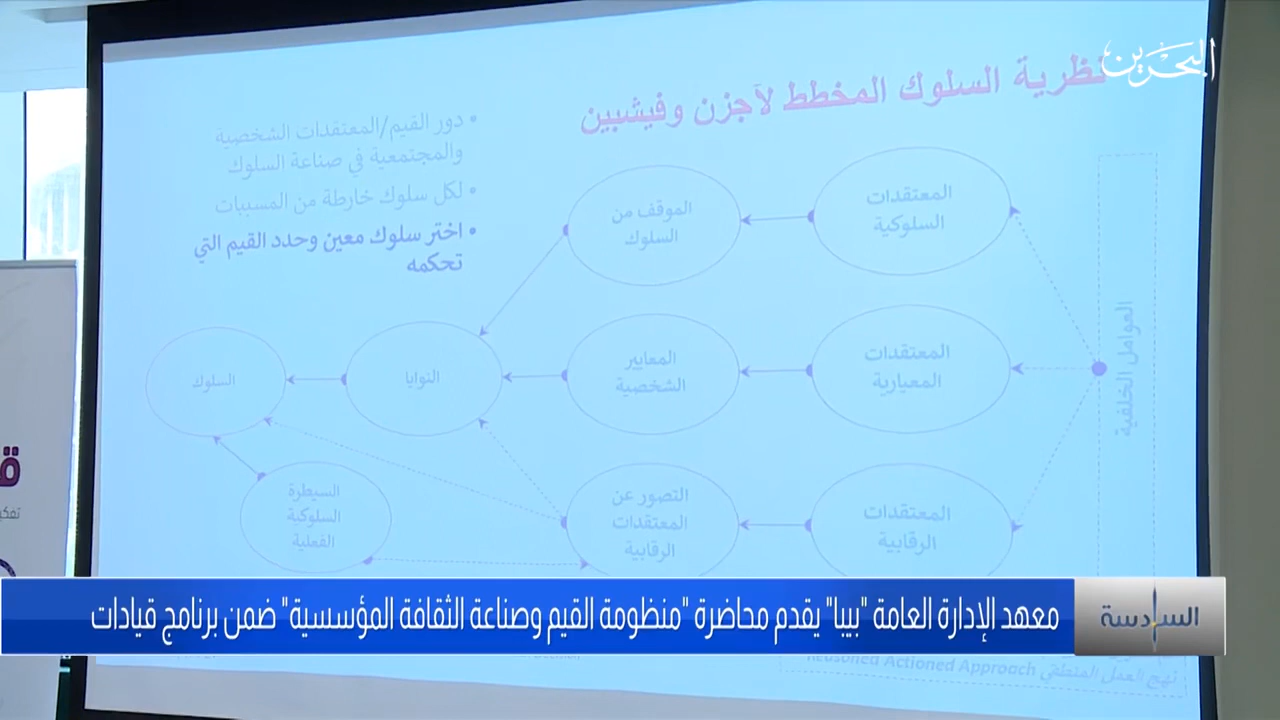 البحرين
نظرية السلوك المخطط لآجزن وفيشبين
• دور القيم/المعتقدات الشخصية
والمجتمعية في صناعة السلوك
• لكل سلوك خارطة من المسببات
• اختر سلوك معين وحدد القيم التي
تحكمه
العوامل الخلفية
المعتقدات
السلوكية
الموقف من
السلوك
المعتقدات
المعيارية
المعايير
الشخصية
النوايا
السلوك
المعتقدات
الرقابية
التصور عن
المعتقدات
الرقابية
السيطرة
السلوكية
الفعلية
السادسة
معهد الإدارة العامة "بيبا" يقدم محاضرة "منظومة القيم وصناعة الثقافة المؤسسية" ضمن برنامج قيادات
نهج العمل المنطقي Reasoned Actioned Approach